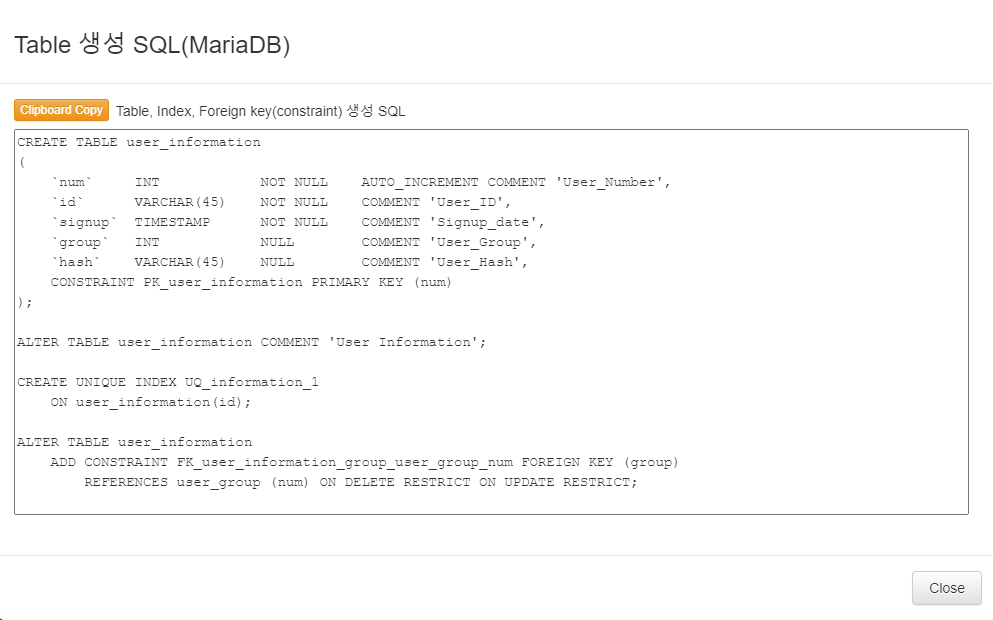 Table 생성 SQL(MariaDB)
Clipboard Copy Table, Index, Foreign key(constraint) 생성 SQL
CREATE TABLE user_information
(
    `num`     INT            NOT NULL    AUTO_INCREMENT COMMENT 'User_Number',
    `id`      VARCHAR(45)    NOT NULL    COMMENT 'User_ID',
    `signup`  TIMESTAMP      NOT NULL    COMMENT 'Signup_date',
    `group`   INT            NULL        COMMENT 'User_Group',
    `hash`    VARCHAR(45)    NULL        COMMENT 'User_Hash',
    CONSTRAINT PK_user_information PRIMARY KEY (num)
);
ALTER TABLE user_information COMMENT 'User Information';
CREATE UNIQUE INDEX UQ_information_1
    ON user_information(id);
ALTER TABLE user_information
    ADD CONSTRAINT FK_user_information_group_user_group_num FOREIGN KEY (group)
        REFERENCES user_group (num) ON DELETE RESTRICT ON UPDATE RESTRICT;
Close